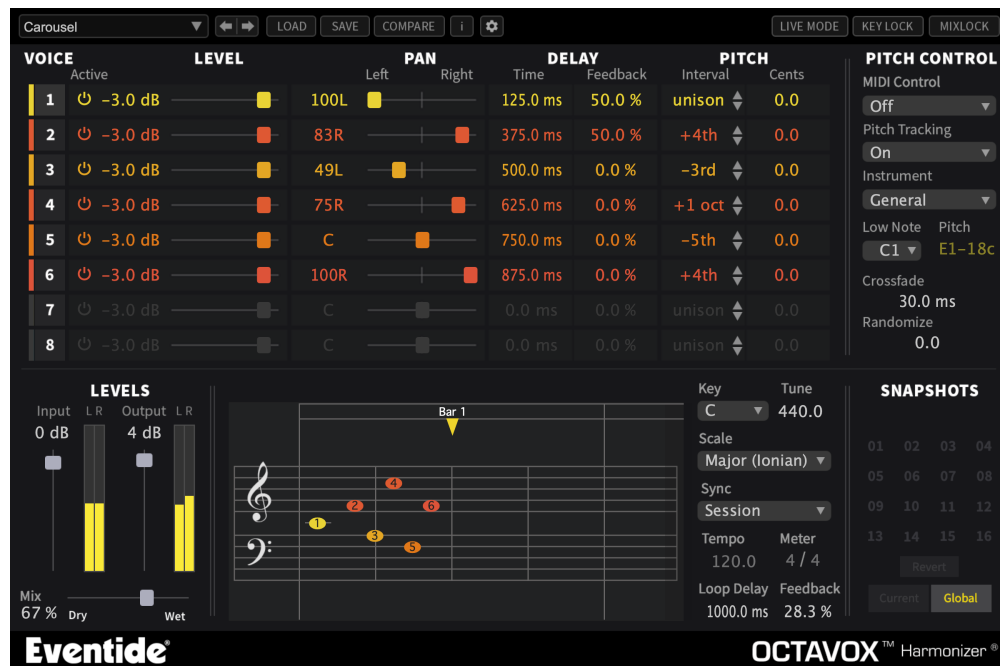 Carousel LOAD SAVE COMPARE i LIVE MODE KEY LOCK MIXLOCK
VOICE LEVEL PAN DELAY PITCH PITCH CONTROL
Active Left Right Time Feedback Interval Cents MIDI Control
Off
1 -3.0 dB 100L 125.0 ms 50.0 % unison 0.0
2 -3.0 dB 83R 375.0 ms 50.0 % +4th 0.0
3 -3.0 dB 49L 500.0 ms 0.0 % -3rd 0.0
4 -3.0 dB 75R 625.0 ms 0.0 % +1 oct 0.0
5 -3.0 dB C 750.0 ms 0.0 % -5th 0.0
6 -3.0 dB 100R 875.0 ms 0.0 % +4th 0.0
7 -3.0 dB C 0.0 ms 0.0 % unison 0.0
8 -3.0 dB C 0.0 ms 0.0 % unison 0.0
Pitch Tracking
On
Instrument
General
Low Note Pitch
C1 E1-18c
Crossfade
30.0 ms
Randomize
0.0
LEVELS
Input L R Output L R
0 dB 4 dB
Mix
67 % Dry Wet
Bar 1
1 2 3 4 5 6
Key Tune
C 440.0
Scale
Major (Ionian)
Sync
Session
Tempo Meter
120.0 4 / 4
Loop Delay Feedback
1000.0 ms 28.3 %
SNAPSHOTS
01 02 03 04
05 06 07 08
09 10 11 12
13 14 15 16
Revert
Current Global
Eventide® OCTAVOX™ Harmonizer®